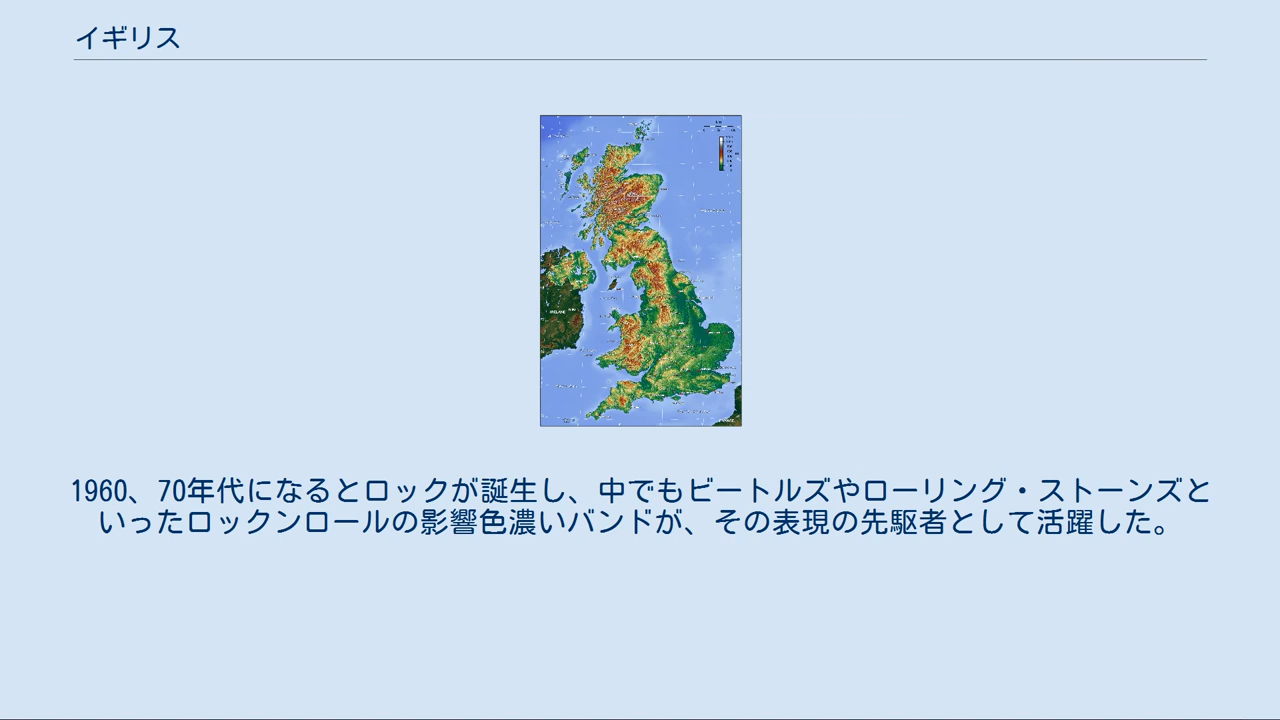 イギリス
1960、70年代になるとロックが誕生し、中でもビートルズやローリング・ストーンズと
いったロックンロールの影響色濃いバンドが、その表現の先駆者として活躍した。